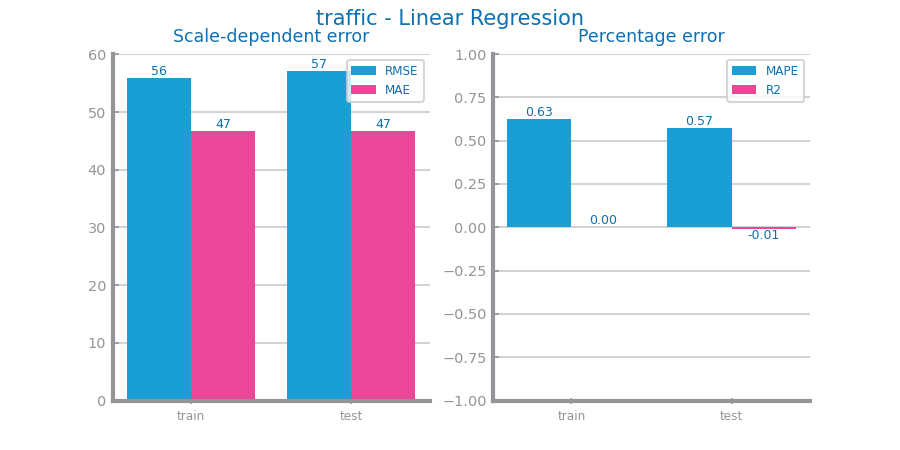 traffic - Linear Regression
Scale-dependent error
60
50
40
30
20
10
0
56
47
57
47
RMSE
MAE
train
test
Percentage error
1.00
0.75
0.50
0.25
0.00
−0.25
−0.50
−0.75
−1.00
0.63
0.00
0.57
-0.01
MAPE
R2
train
test